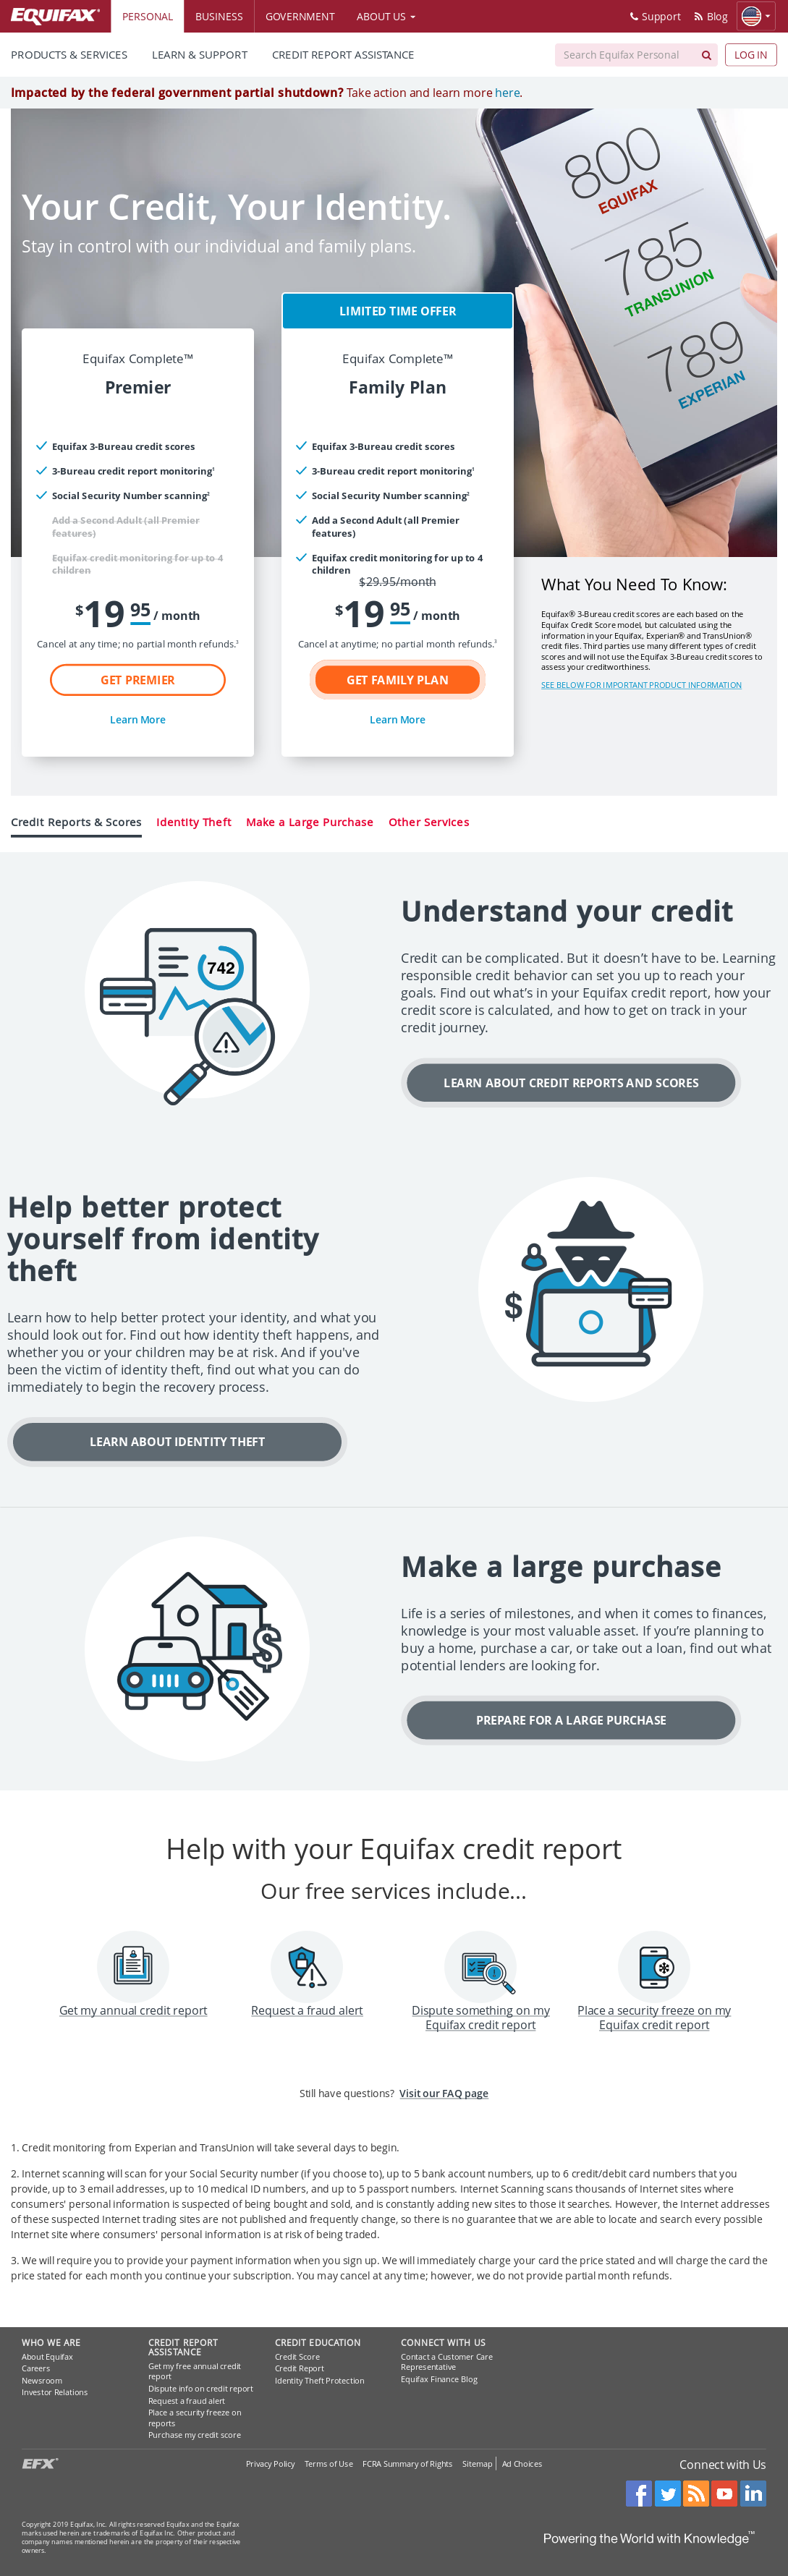 EQUIFAX PERSONAL BUSINESS GOVERNMENT ABOUT US Support Blog
PRODUCTS & SERVICES LEARN & SUPPORT CREDIT REPORT ASSISTANCE Search Equifax Personal LOG IN
Impacted by the federal government partial shutdown? Take action and learn more here.
800
EQUIFAX
785
TRANSUNION
789
EXPERIAN
Your Credit, Your Identity.
Stay in control with our individual and family plans.
Equifax Complete™
Premier
Equifax 3-Bureau credit scores
3-Bureau credit report monitoring¹
Social Security Number scanning²
Add a Second Adult (all Premier
features)
Equifax credit monitoring for up to 4
children
$19 95 / month
Cancel at any time; no partial month refunds.³
GET PREMIER
Learn More
LIMITED TIME OFFER
Equifax Complete™
Family Plan
Equifax 3-Bureau credit scores
3-Bureau credit report monitoring¹
Social Security Number scanning²
Add a Second Adult (all Premier
features)
Equifax credit monitoring for up to 4
children
$29.95/month
$19 95 / month
Cancel at anytime; no partial month refunds.³
GET FAMILY PLAN
Learn More
What You Need To Know:
Equifax® 3-Bureau credit scores are each based on the
Equifax Credit Score model, but calculated using the
information in your Equifax, Experian® and TransUnion®
credit files. Third parties use many different types of credit
scores and will not use the Equifax 3-Bureau credit scores to
assess your creditworthiness.
SEE BELOW FOR IMPORTANT PRODUCT INFORMATION
Credit Reports & Scores Identity Theft Make a Large Purchase Other Services
742
Understand your credit
Credit can be complicated. But it doesn't have to be. Learning
responsible credit behavior can set you up to reach your
goals. Find out what's in your Equifax credit report, how your
credit score is calculated, and how to get on track in your
credit journey.
LEARN ABOUT CREDIT REPORTS AND SCORES
Help better protect
yourself from identity
theft
Learn how to help better protect your identity, and what you
should look out for. Find out how identity theft happens, and
whether you or your children may be at risk. And if you've
been the victim of identity theft, find out what you can do
immediately to begin the recovery process.
LEARN ABOUT IDENTITY THEFT
$
$
Make a large purchase
Life is a series of milestones, and when it comes to finances,
knowledge is your most valuable asset. If you're planning to
buy a home, purchase a car, or take out a loan, find out what
potential lenders are looking for.
PREPARE FOR A LARGE PURCHASE
Help with your Equifax credit report
Our free services include...
Get my annual credit report
Request a fraud alert
Dispute something on my
Equifax credit report
Place a security freeze on my
Equifax credit report
Still have questions? Visit our FAQ page
1. Credit monitoring from Experian and TransUnion will take several days to begin.
2. Internet scanning will scan for your Social Security number (if you choose to), up to 5 bank account numbers, up to 6 credit/debit card numbers that you
provide, up to 3 email addresses, up to 10 medical ID numbers, and up to 5 passport numbers. Internet Scanning scans thousands of Internet sites where
consumers' personal information is suspected of being bought and sold, and is constantly adding new sites to those it searches. However, the Internet addresses
of these suspected Internet trading sites are not published and frequently change, so there is no guarantee that we are able to locate and search every possible
Internet site where consumers' personal information is at risk of being traded.
3. We will require you to provide your payment information when you sign up. We will immediately charge your card the price stated and will charge the card the
price stated for each month you continue your subscription. You may cancel at any time; however, we do not provide partial month refunds.
WHO WE ARE
About Equifax
Careers
Newsroom
Investor Relations
CREDIT REPORT
ASSISTANCE
Get my free annual credit
report
Dispute info on credit report
Request a fraud alert
Place a security freeze on
reports
Purchase my credit score
CREDIT EDUCATION
Credit Score
Credit Report
Identity Theft Protection
CONNECT WITH US
Contact a Customer Care
Representative
Equifax Finance Blog
EFX Privacy Policy Terms of Use FCRA Summary of Rights Sitemap Ad Choices Connect with Us
Copyright 2019 Equifax, Inc. All rights reserved Equifax and the Equifax
marks used herein are trademarks of Equifax Inc. Other product and
company names mentioned herein are the property of their respective
owners.
Powering the World with Knowledge™